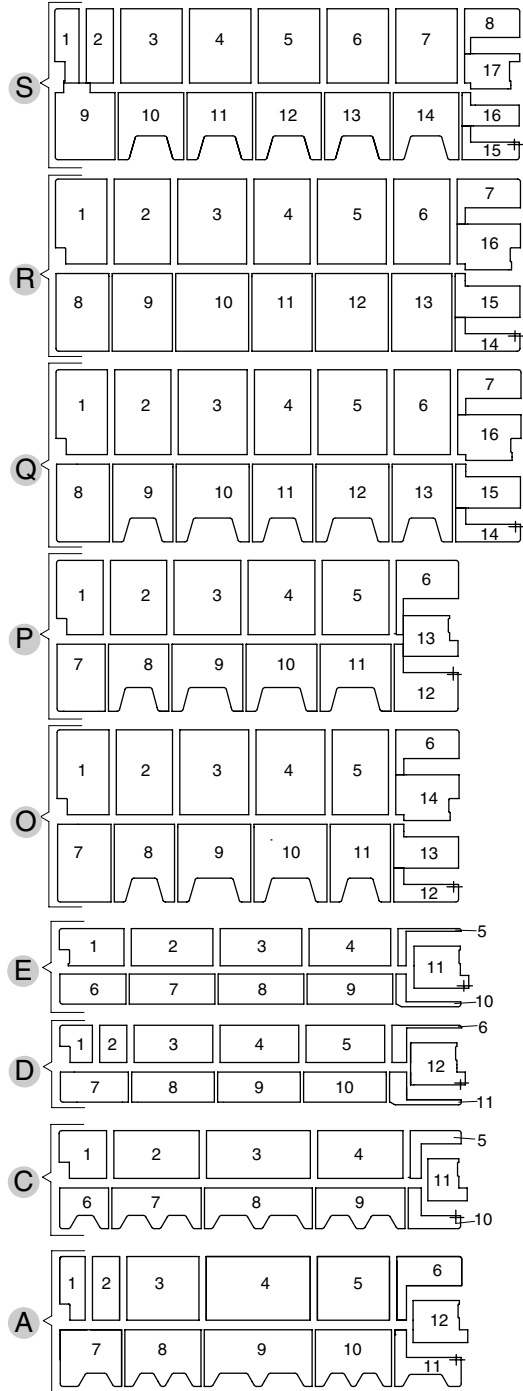 1 2 3 4 5 6 7 8
17
S
9 10 11 12 13 14 16
15
1 2 3 4 5 6 7
16
R
8 9 10 11 12 13 15
14
1 2 3 4 5 6 7
16
Q
8 9 10 11 12 13 15
14
1 2 3 4 5 6
P 13
7 8 9 10 11
12
1 2 3 4 5 6
14
O
7 8 9 10 11 13
12
1 2 3 4 5
E 11
6 7 8 9 10
1 2 3 4 5 6
D 12
7 8 9 10 11
1 2 3 4 5
C 11
6 7 8 9 10
1 2 3 4 5 6
A 12
7 8 9 10 11